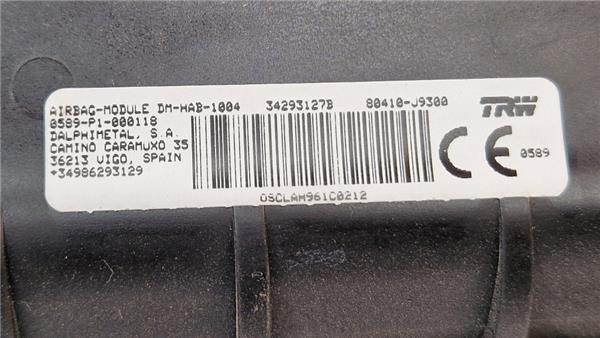 AIRBAG-MODULE DM-HAB-1004 34293127B 80410-J9300 TRW
0589-P1-000118
DALPHIMETAL, S.A.
CAMINO CARAMUXO 35
36213 VIGO, SPAIN
+34986293129
CE 0589
OSCLAH961C0212